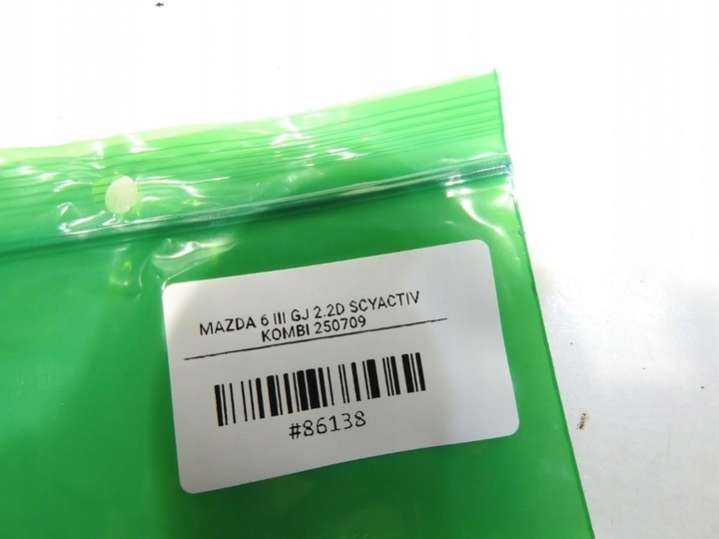 MAZDA 6 III GJ 2.2D SCYACTIV
KOMBI 250709
#86138